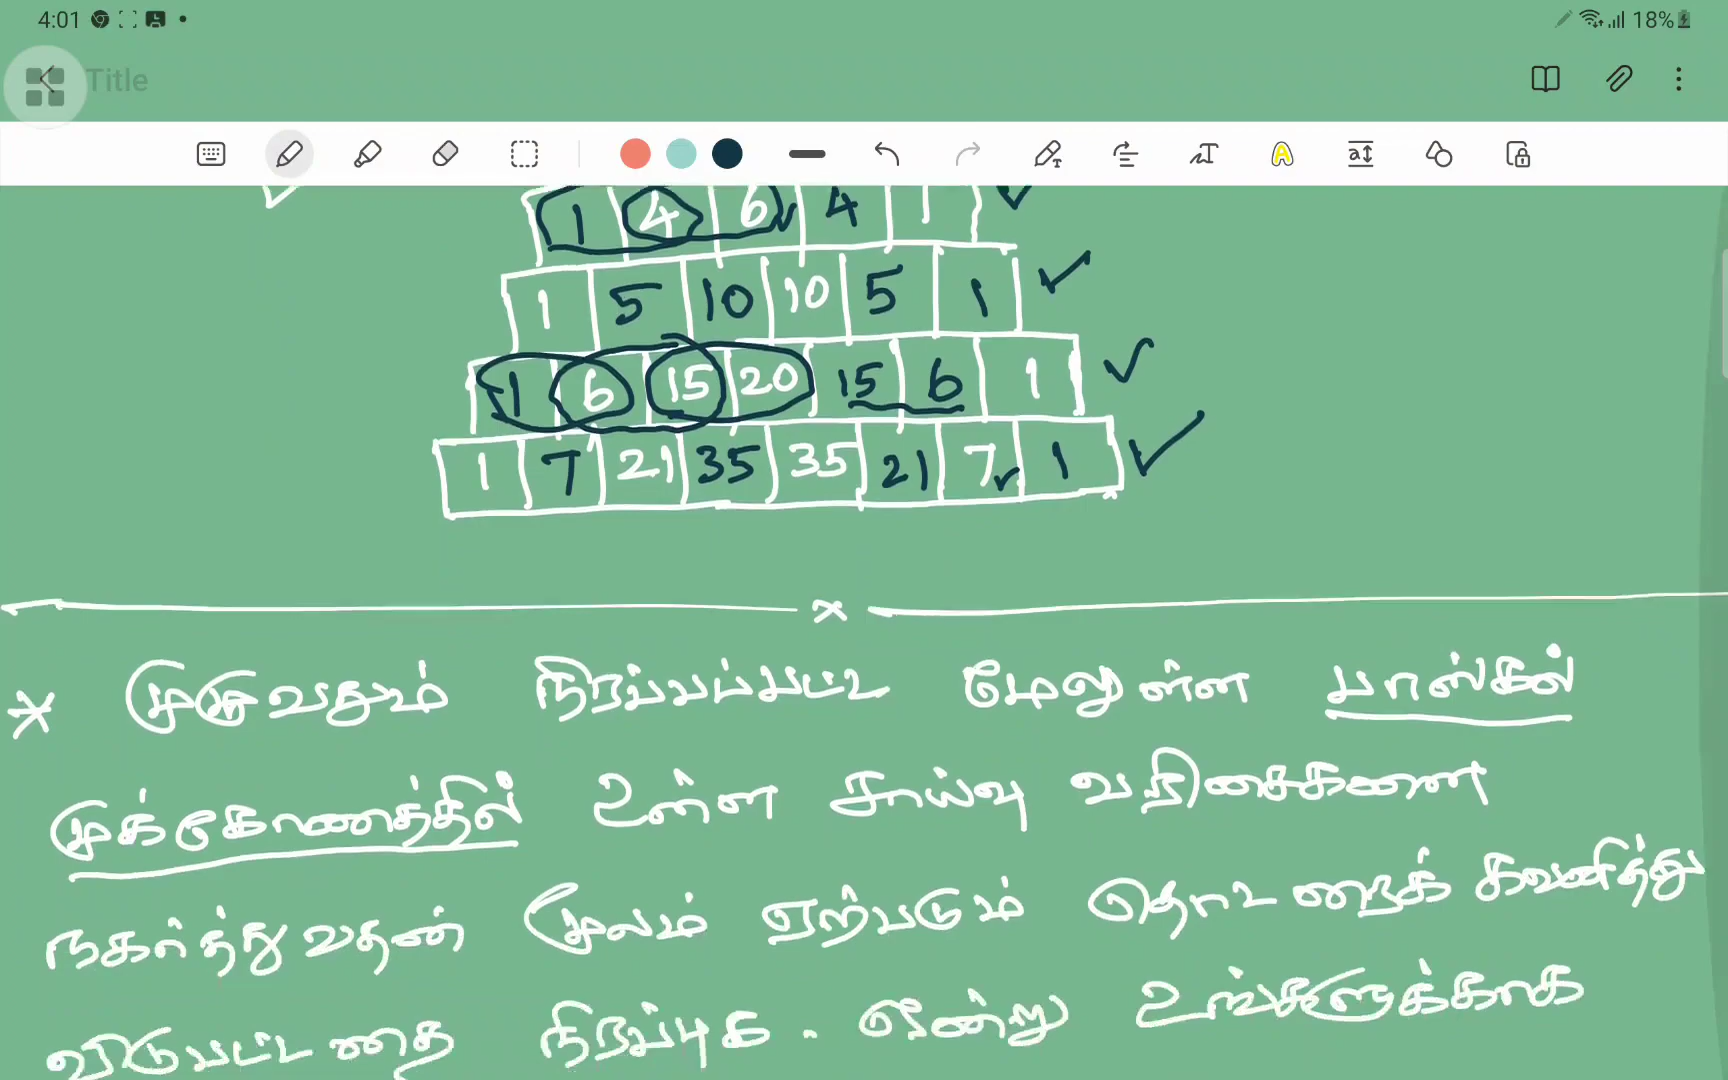 4:01 18%
Title
1 4 6 4 1
1 5 10 10 5 1
1 6 15 20 15 6 1
1 7 21 35 35 21 7 1
x
* முழுவதும் நிரப்பப்பட்ட மேலுள்ள பாஸ்கல்
முக்கோணத்தில் உள்ள சாய்வு வரிசைகளை
நகர்த்துவதன் மூலம் ஏற்படும் தொடரைக் கவனித்து
விடுபட்டதை நிரப்புக. ஒன்று உங்களுக்காக